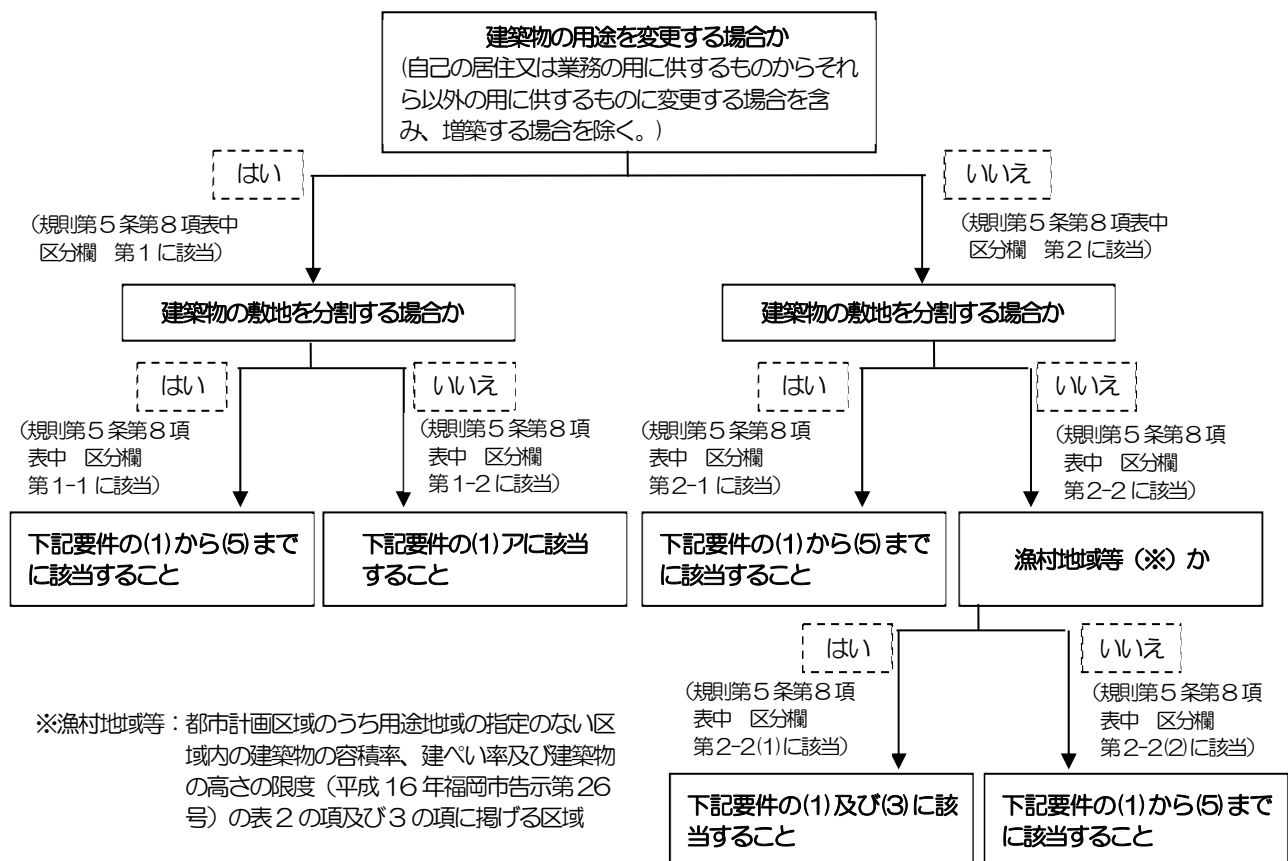 建築物の用途を変更する場合か
(自己の居住又は業務の用に供するものからそれ
ら以外の用に供するものに変更する場合を含
み、増築する場合を除く。)
はい
いいえ
(規則第5条第8項表中
区分欄　第1に該当)
(規則第5条第8項表中
区分欄　第2に該当)
建築物の敷地を分割する場合か
建築物の敷地を分割する場合か
はい
いいえ
はい
いいえ
(規則第5条第8項
表中　区分欄
第1-1に該当)
(規則第5条第8項
表中　区分欄
第1-2に該当)
(規則第5条第8項
表中　区分欄
第2-1に該当)
(規則第5条第8項
表中　区分欄
第2-2に該当)
下記要件の(1)から(5)まで
に該当すること
下記要件の(1)アに該当
すること
下記要件の(1)から(5)まで
に該当すること
漁村地域等（※）か
はい
いいえ
(規則第5条第8項
表中　区分欄
第2-2(1)に該当)
(規則第5条第8項
表中　区分欄
第2-2(2)に該当)
下記要件の(1)及び(3)に該
当すること
下記要件の(1)から(5)まで
に該当すること
※漁村地域等：都市計画区域のうち用途地域の指定のない区
域内の建築物の容積率、建ぺい率及び建築物
の高さの限度（平成16年福岡市告示第26
号）の表2の項及び3の項に掲げる区域